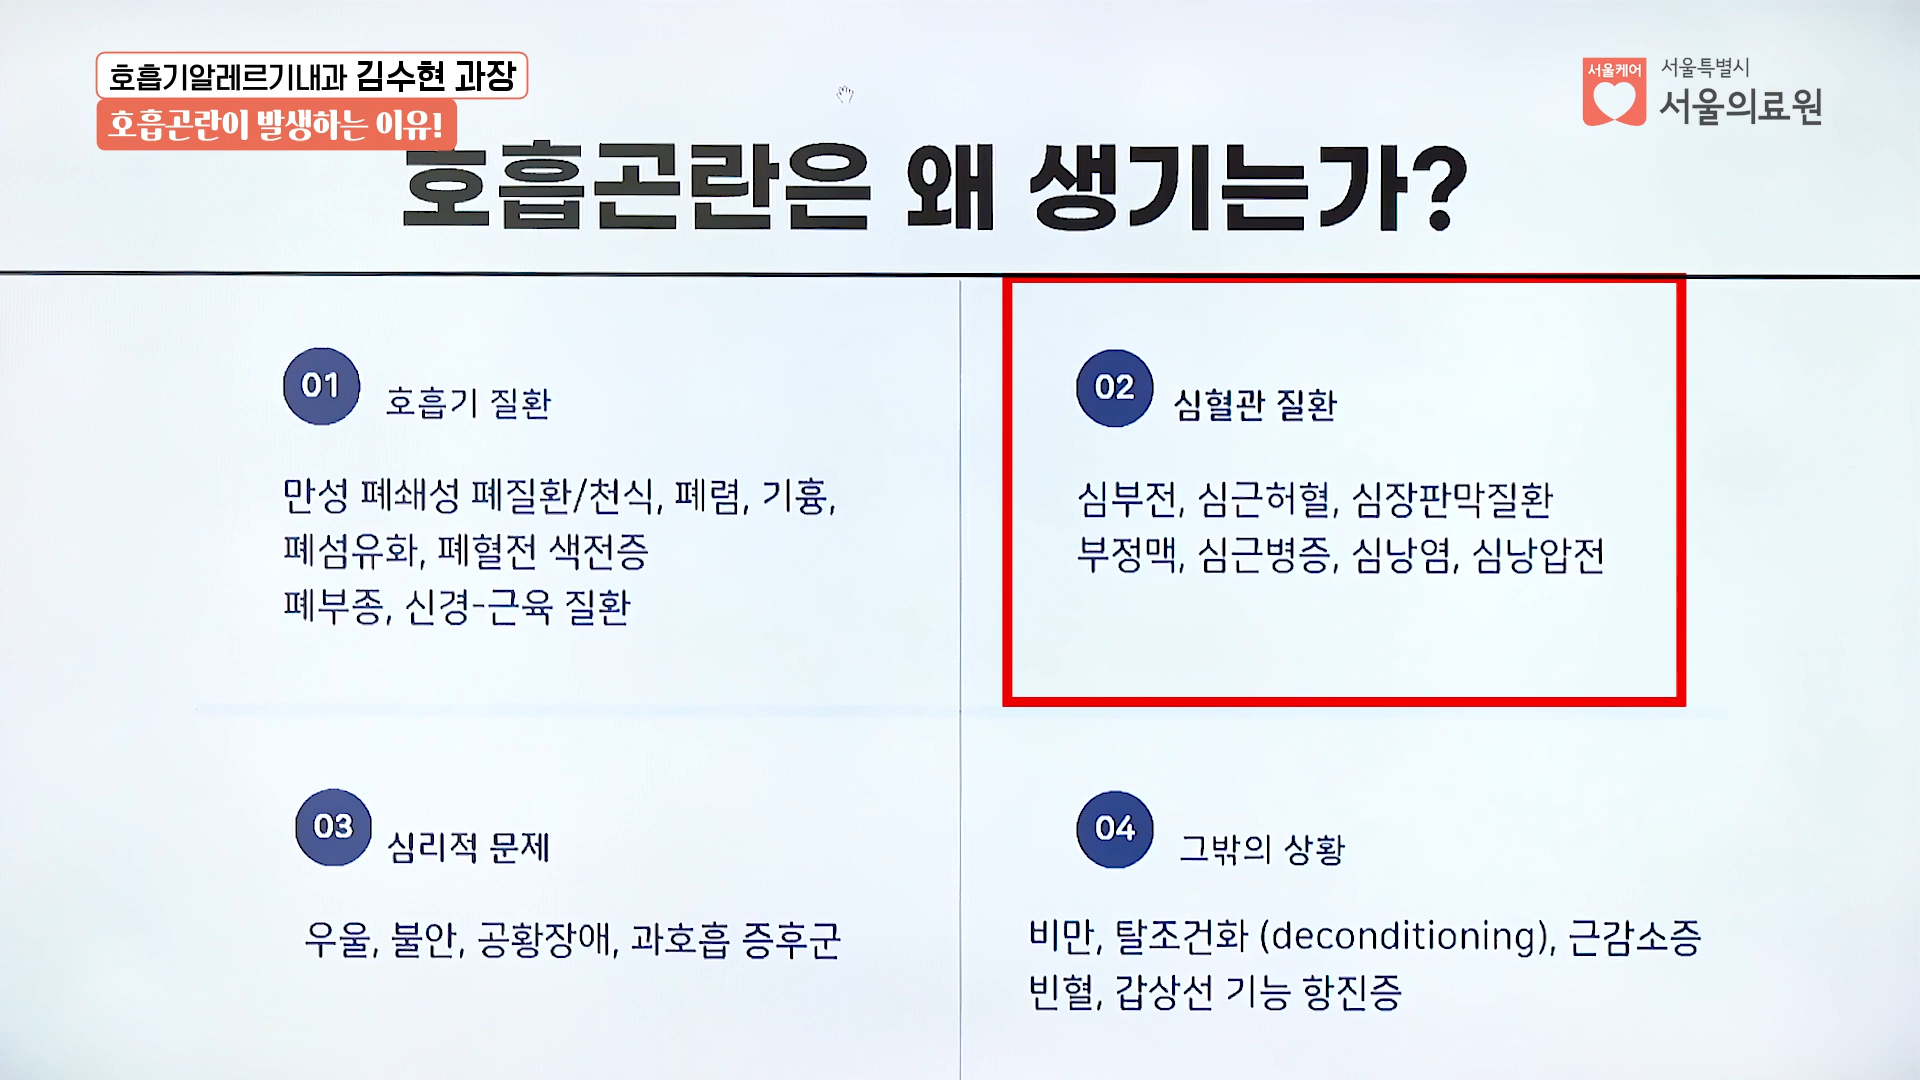 호흡기알레르기내과 김수현 과장
호흡곤란이 발생하는 이유!
서울케어
서울특별시
서울의료원
호흡곤란은 왜 생기는가?
01
호흡기 질환
만성 폐쇄성 폐질환/천식, 폐렴, 기흉,
폐섬유화, 폐혈전 색전증
폐부종, 신경-근육 질환
02
심혈관 질환
심부전, 심근허혈, 심장판막질환
부정맥, 심근병증, 심낭염, 심낭압전
03
심리적 문제
우울, 불안, 공황장애, 과호흡 증후군
04
그밖의 상황
비만, 탈조건화 (deconditioning), 근감소증
빈혈, 갑상선 기능 항진증